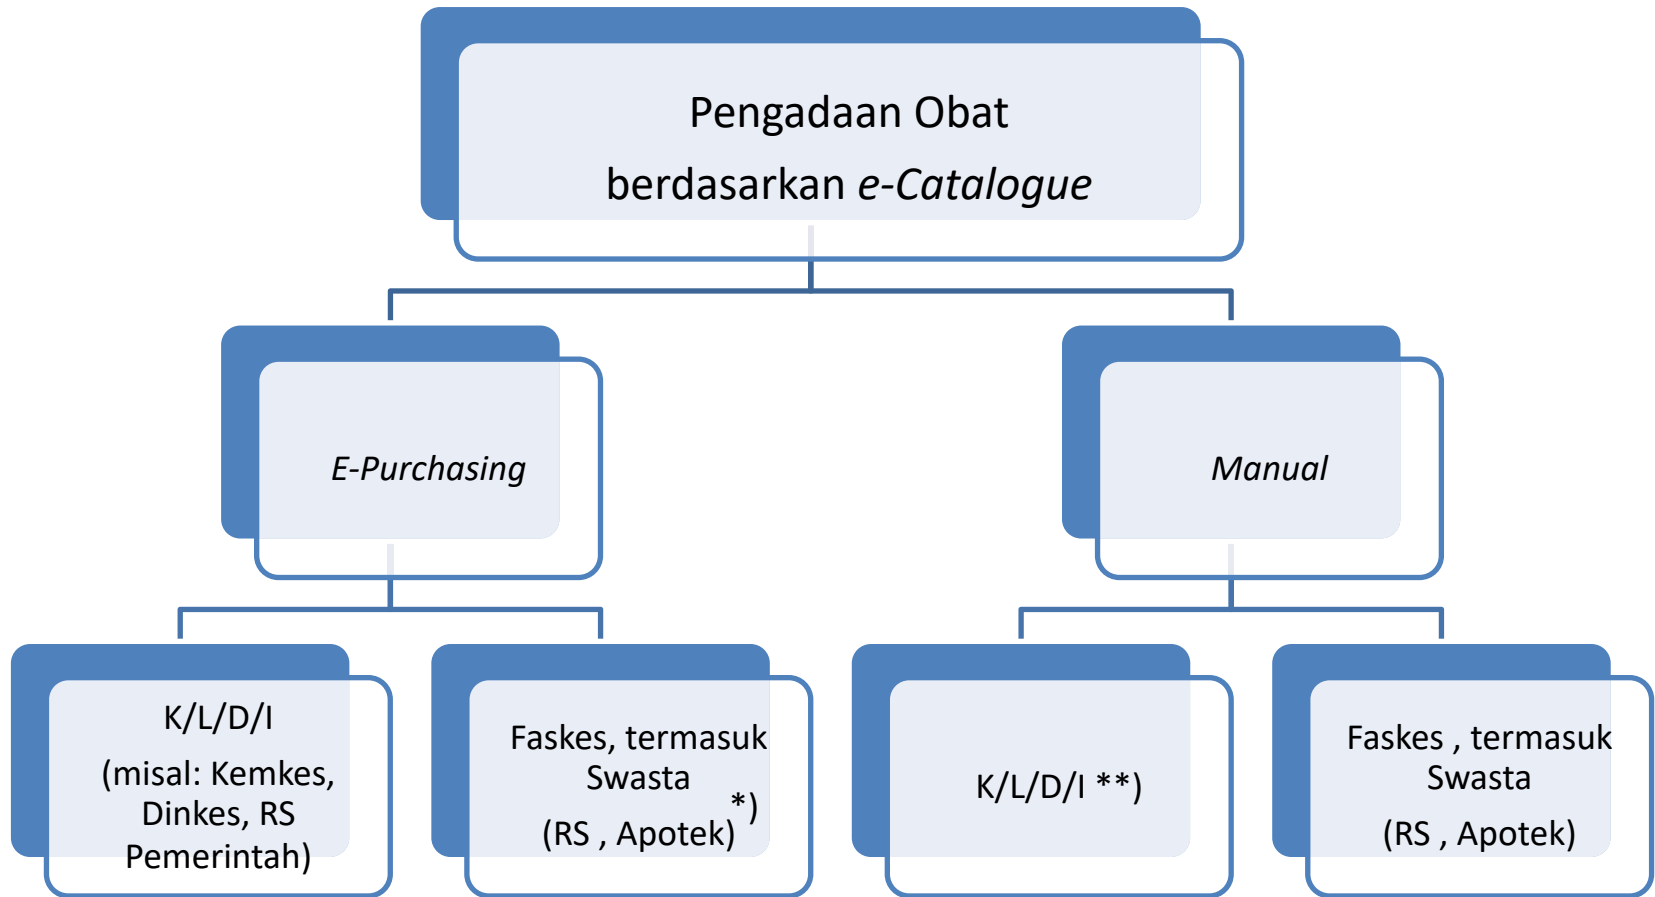 Pengadaan Obat
berdasarkan e-Catalogue
E-Purchasing
Manual
K/L/D/I
(misal: Kemkes,
Dinkes, RS
Pemerintah)
Faskes, termasuk
Swasta
(RS , Apotek) *)
K/L/D/I **)
Faskes , termasuk
Swasta
(RS , Apotek)